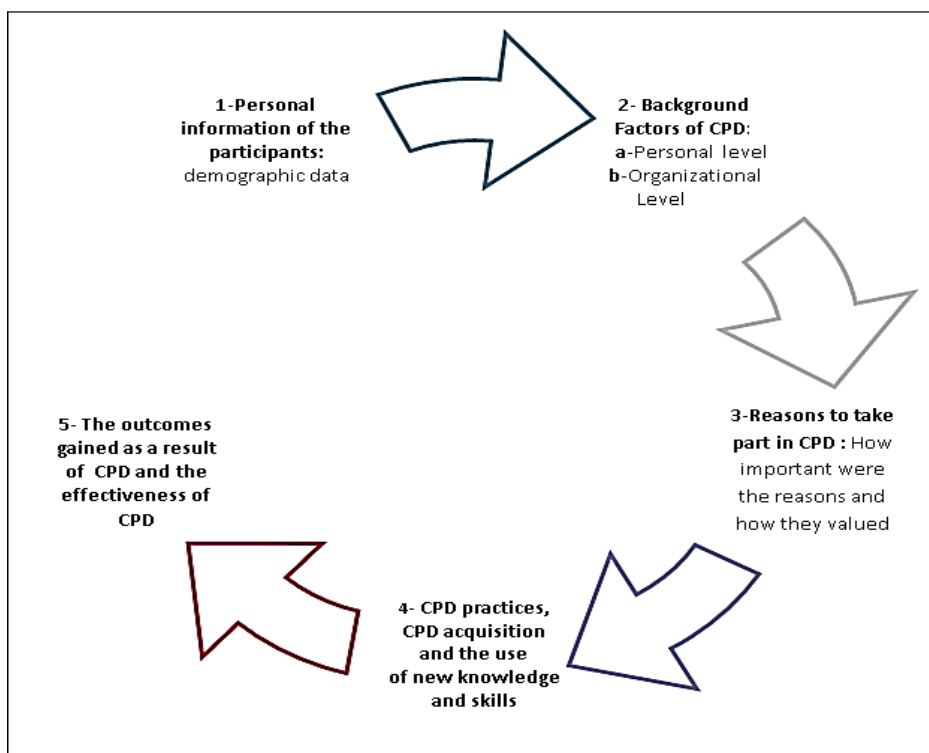 1-Personal
information of the
participants:
demographic data
2- Background
Factors of CPD:
a-Personal level
b-Organizational
Level
3-Reasons to take
part in CPD : How
important were
the reasons and
how they valued
4- CPD practices,
CPD acquisition
and the use
of new knowledge
and skills
5- The outcomes
gained as a result
of CPD and the
effectiveness of
CPD